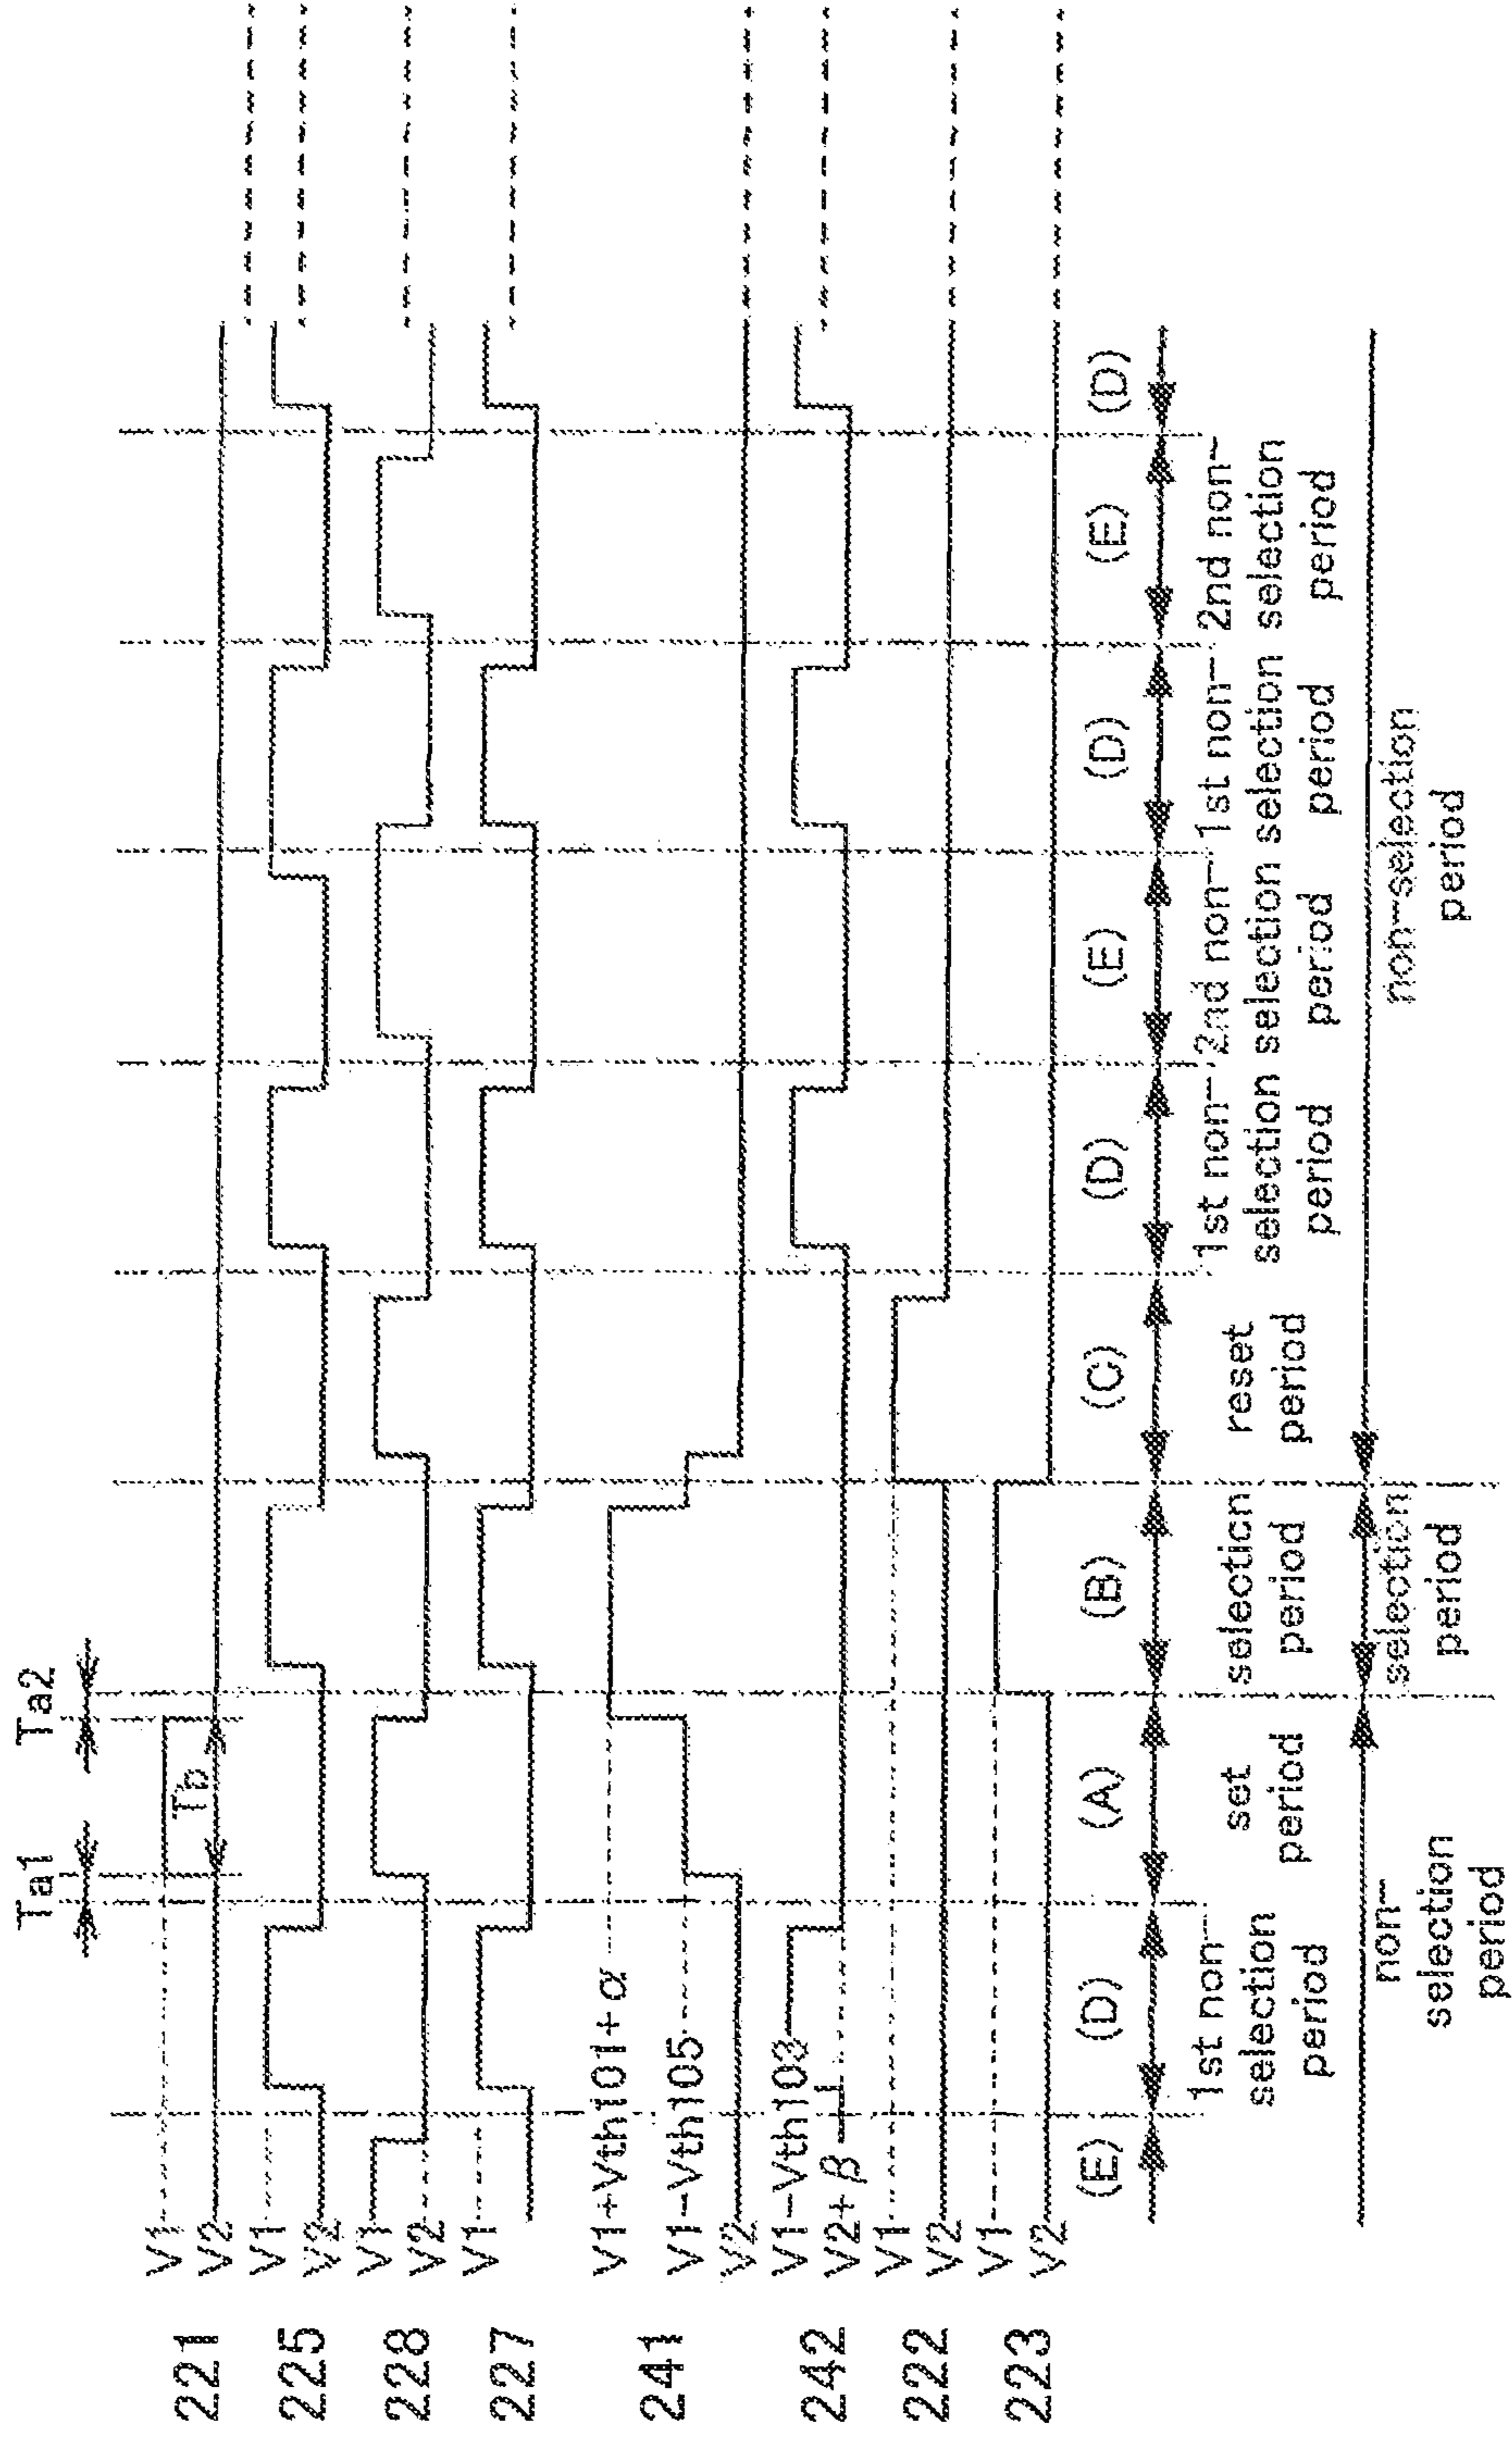 Ta1 Ta2
Tb
221 V1 V2
225 V1 V2
228 V1 V2
227 V1
241 V1+Vth101+α V1-Vth105 V2
242 V1-Vth103 V2+β
222 V1 V2
223 V1 V2
(E) (D) (A) (B) (C) (D) (E) (D) (E) (D)
1st non-selection period
set period
selection period
reset period
1st non-selection period
2nd non-selection period
1st non-selection period
2nd non-selection period
non-selection period
selection period
non-selection period